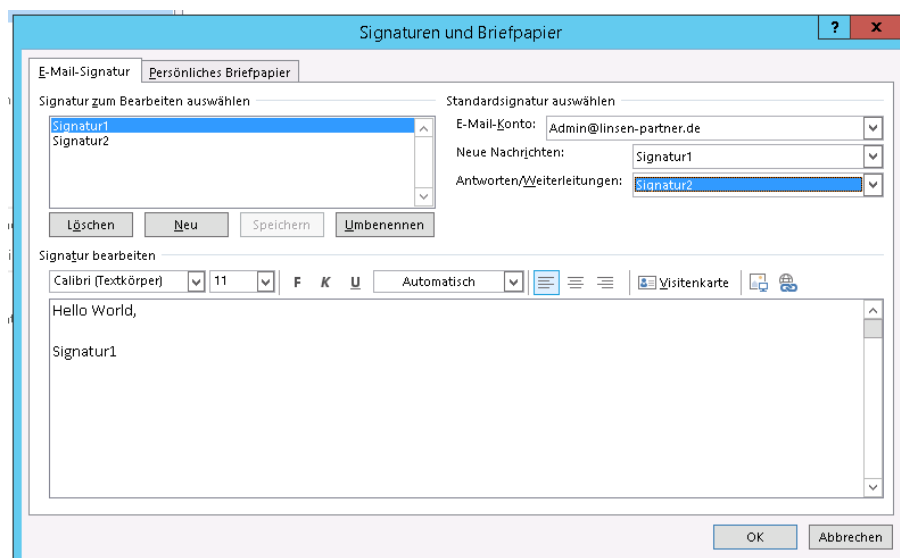 Signaturen und Briefpapier
?
x
E-Mail-Signatur
Persönliches Briefpapier
Signatur zum Bearbeiten auswählen
Signatur1
Signatur2
Löschen
Neu
Speichern
Umbenennen
Standardsignatur auswählen
E-Mail-Konto:
Admin@linsen-partner.de
Neue Nachrichten:
Signatur1
Antworten/Weiterleitungen:
Signatur2
Signatur bearbeiten
Calibri (Textkörper)
11
F
K
U
Automatisch
Visitenkarte
Hello World,
Signatur1
OK
Abbrechen